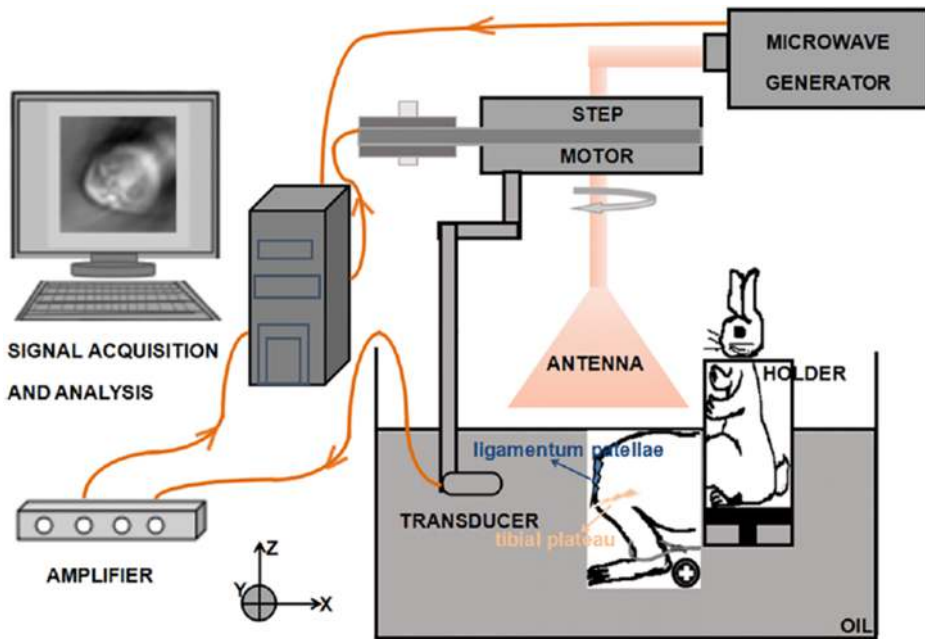 MICROWAVE
GENERATOR
STEP
MOTOR
SIGNAL ACQUISITION
AND ANALYSIS
ANTENNA
HOLDER
ligamentum patellae
TRANSDUCER
tibial plateau
AMPLIFIER
Z
Y
X
OIL